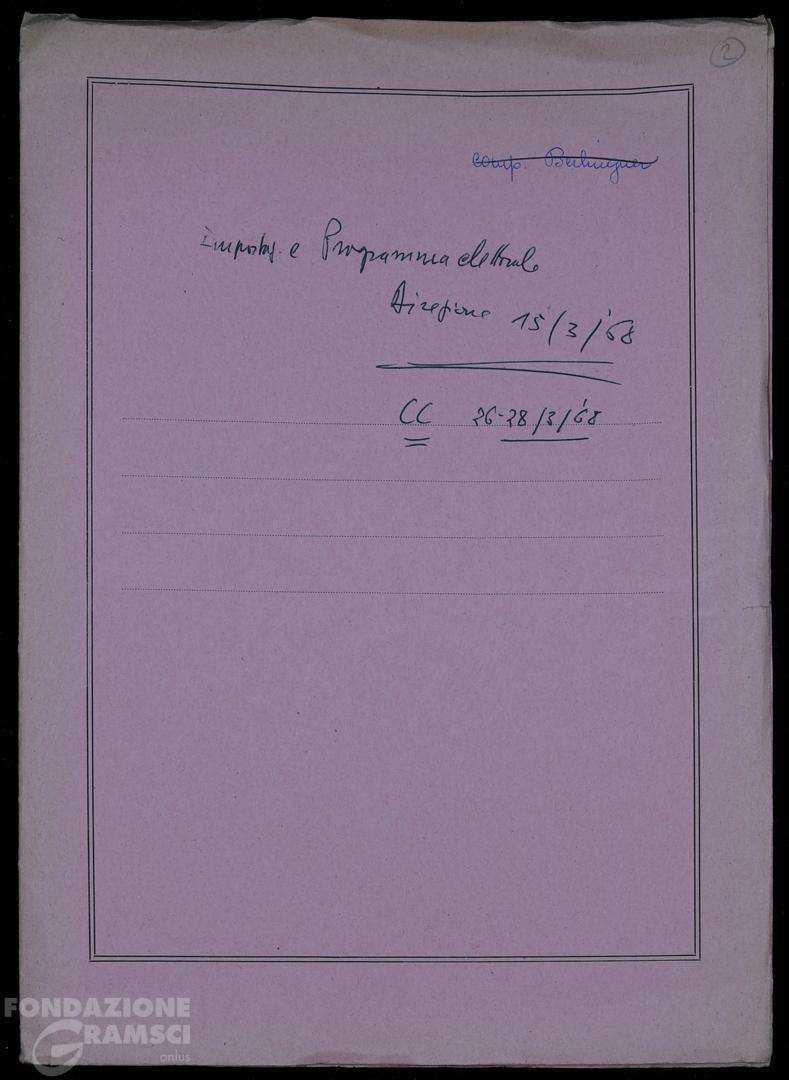 2
comp. Berlinguer
Impostaz. e Programma elettorale
Direzione 15/3/'68
CC 26-28/3/'68
FONDAZIONE
GRAMSCI
onlus